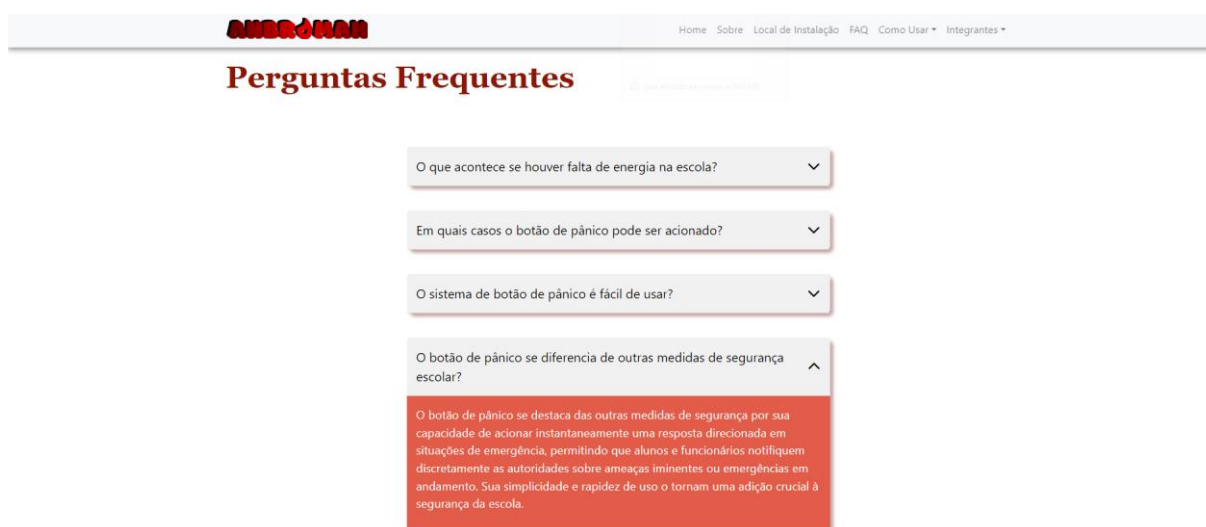 AMBRÓMAN
Home Sobre Local de Instalação FAQ Como Usar Integrantes
Perguntas Frequentes
O que acontece se houver falta de energia na escola?
Em quais casos o botão de pânico pode ser acionado?
O sistema de botão de pânico é fácil de usar?
O botão de pânico se diferencia de outras medidas de segurança
escolar?
O botão de pânico se destaca das outras medidas de segurança por sua
capacidade de acionar instantaneamente uma resposta direcionada em
situações de emergência, permitindo que alunos e funcionários notifiquem
discretamente as autoridades sobre ameaças iminentes ou emergências em
andamento. Sua simplicidade e rapidez de uso o tornam uma adição crucial à
segurança da escola.